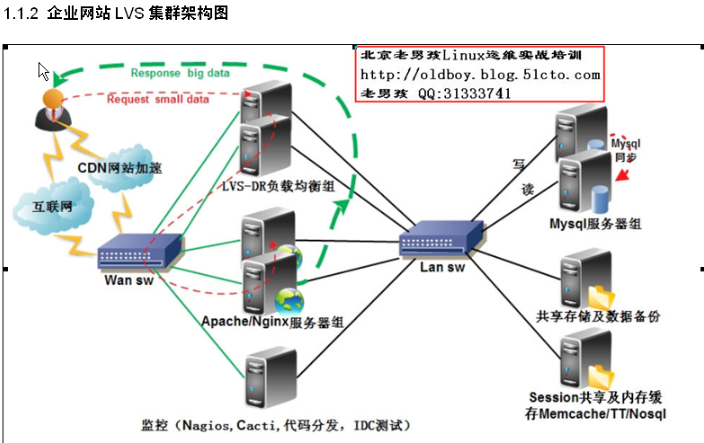 1.1.2 企业网站 LVS 集群架构图
北京老男孩Linux运维实战培训
http://oldboy.blog.51cto.com
老男孩 QQ:31333741
Response big data
Request small data
CDN网站加速
互联网
LVS-DR负载均衡组
写
读
Mysql
同步
Mysql服务器组
Wan sw
Lan sw
Apache/Nginx服务器组
共享存储及数据备份
Session共享及内存缓
存Memcache/TT/Nosql
监控（Nagios,Cacti,代码分发，IDC测试）